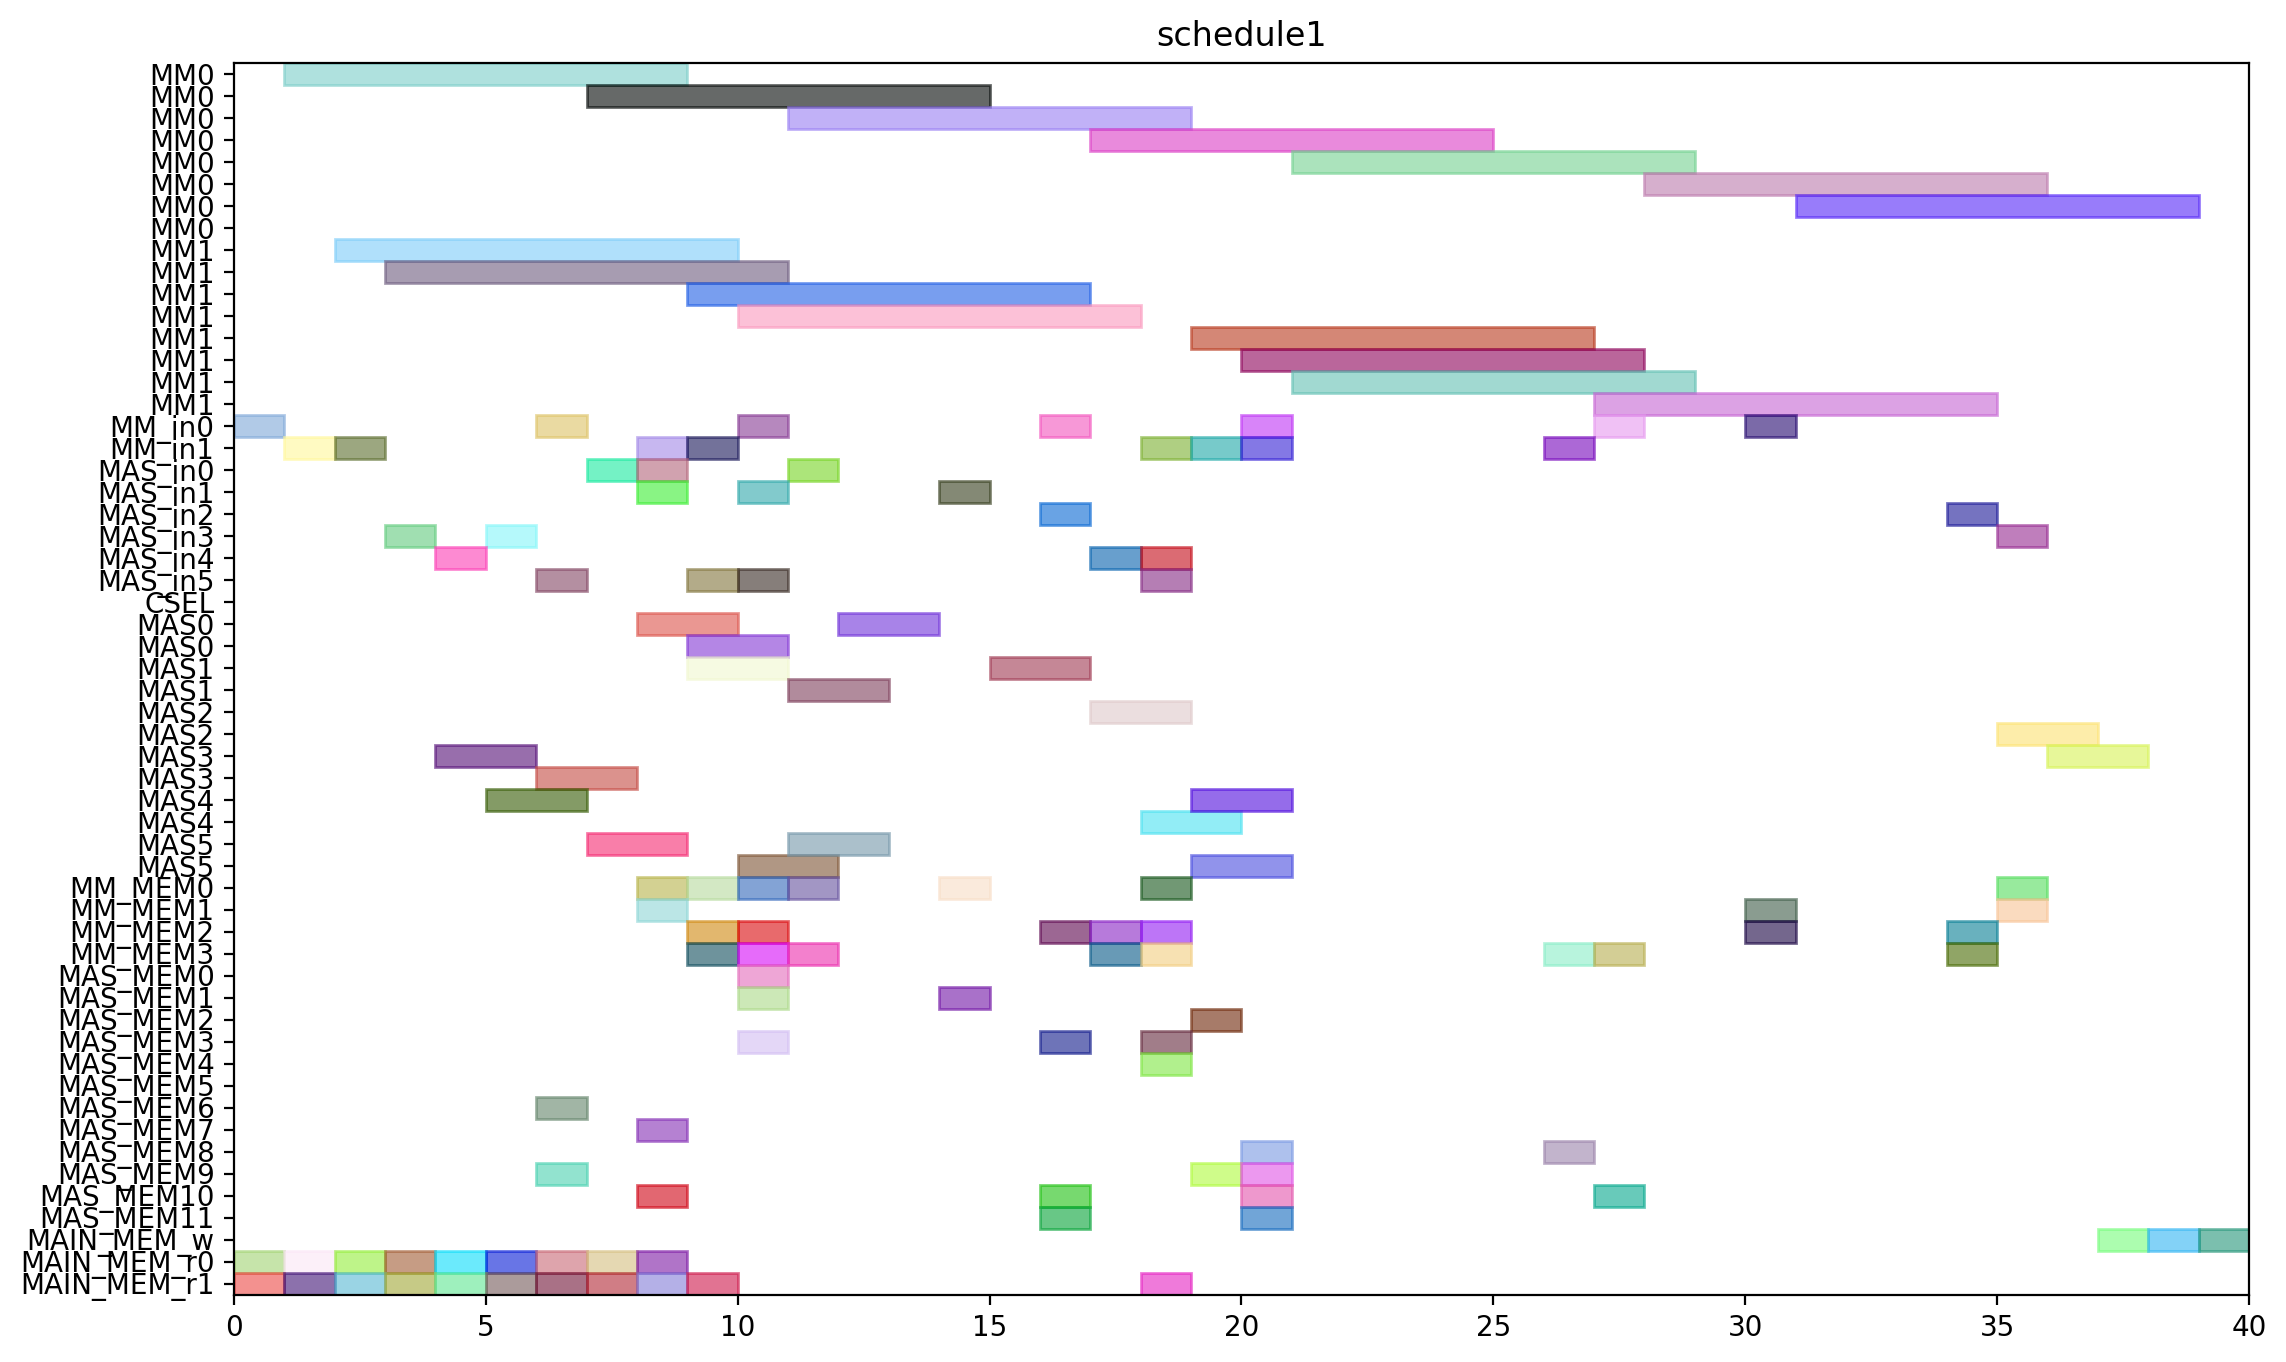 schedule1
MM0
MM0
MM0
MM0
MM0
MM0
MM0
MM0
MM1
MM1
MM1
MM1
MM1
MM1
MM1
MM1
MM_in0
MM_in1
MAS_in0
MAS_in1
MAS_in2
MAS_in3
MAS_in4
MAS_in5
CSEL
MAS0
MAS0
MAS1
MAS1
MAS2
MAS2
MAS3
MAS3
MAS4
MAS4
MAS5
MAS5
MM_MEM0
MM_MEM1
MM_MEM2
MM_MEM3
MAS_MEM0
MAS_MEM1
MAS_MEM2
MAS_MEM3
MAS_MEM4
MAS_MEM5
MAS_MEM6
MAS_MEM7
MAS_MEM8
MAS_MEM9
MAS_MEM10
MAS_MEM11
MAIN_MEM_w
MAIN_MEM_r0
MAIN_MEM_r1
0 5 10 15 20 25 30 35 40